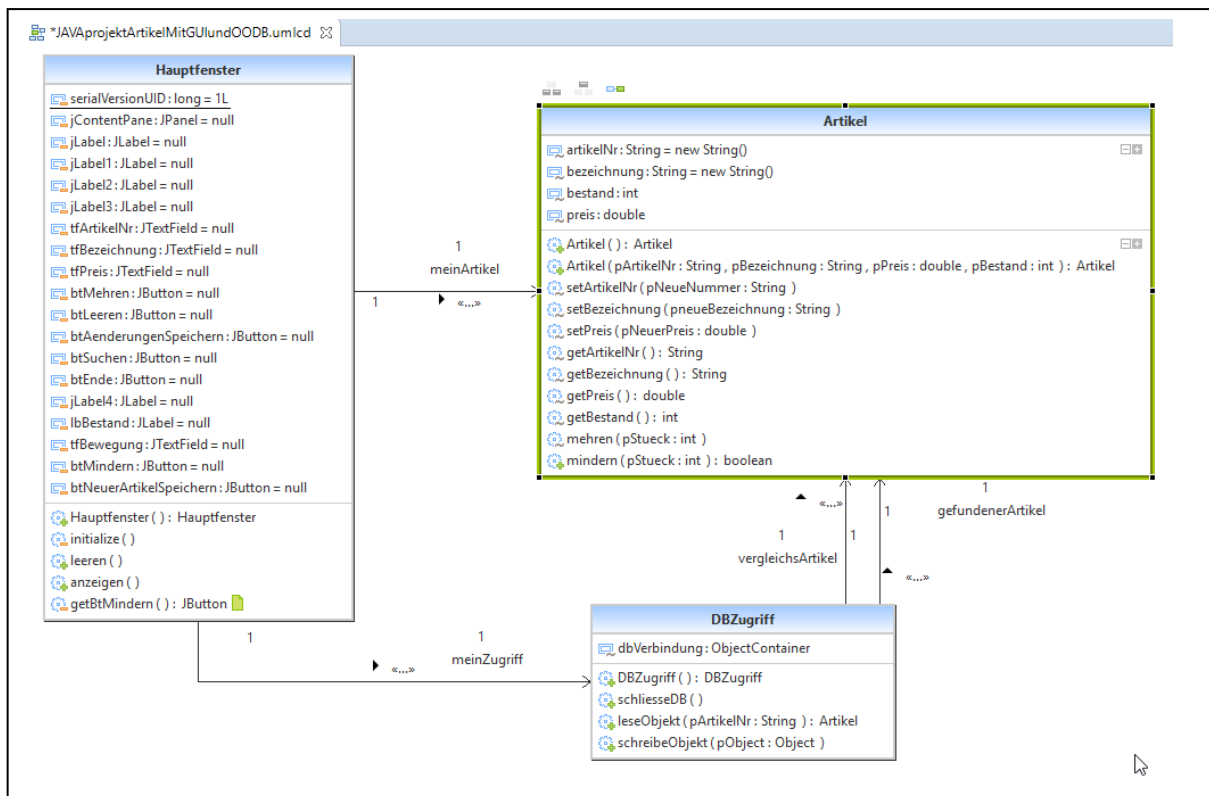 *JAVAprojektArtikelMitGUIundOODB.umlcd
Hauptfenster
serialVersionUID : long = 1L
jContentPane : JPanel = null
jLabel : JLabel = null
jLabel1 : JLabel = null
jLabel2 : JLabel = null
jLabel3 : JLabel = null
tfArtikelNr : JTextField = null
tfBezeichnung : JTextField = null
tfPreis : JTextField = null
btMehren : JButton = null
btLeeren : JButton = null
btAenderungenSpeichern : JButton = null
btSuchen : JButton = null
btEnde : JButton = null
jLabel4 : JLabel = null
lbBestand : JLabel = null
tfBewegung : JTextField = null
btMindern : JButton = null
btNeuerArtikelSpeichern : JButton = null
Hauptfenster ( ) : Hauptfenster
initialize ( )
leeren ( )
anzeigen ( )
getBtMindern ( ) : JButton
1
meinArtikel
1
«...»
Artikel
artikelNr : String = new String()
bezeichnung : String = new String()
bestand : int
preis : double
Artikel ( ) : Artikel
Artikel ( pArtikelNr : String , pBezeichnung : String , pPreis : double , pBestand : int ) : Artikel
setArtikelNr ( pNeueNummer : String )
setBezeichnung ( pneueBezeichnung : String )
setPreis ( pNeuerPreis : double )
getArtikelNr ( ) : String
getBezeichnung ( ) : String
getPreis ( ) : double
getBestand ( ) : int
mehren ( pStueck : int )
mindern ( pStueck : int ) : boolean
«...»
1
vergleichsArtikel
1
1
gefundenerArtikel
1
«...»
1
1
meinZugriff
«...»
DBZugriff
dbVerbindung : ObjectContainer
DBZugriff ( ) : DBZugriff
schliesseDB ( )
leseObjekt ( pArtikelNr : String ) : Artikel
schreibeObjekt ( pObject : Object )